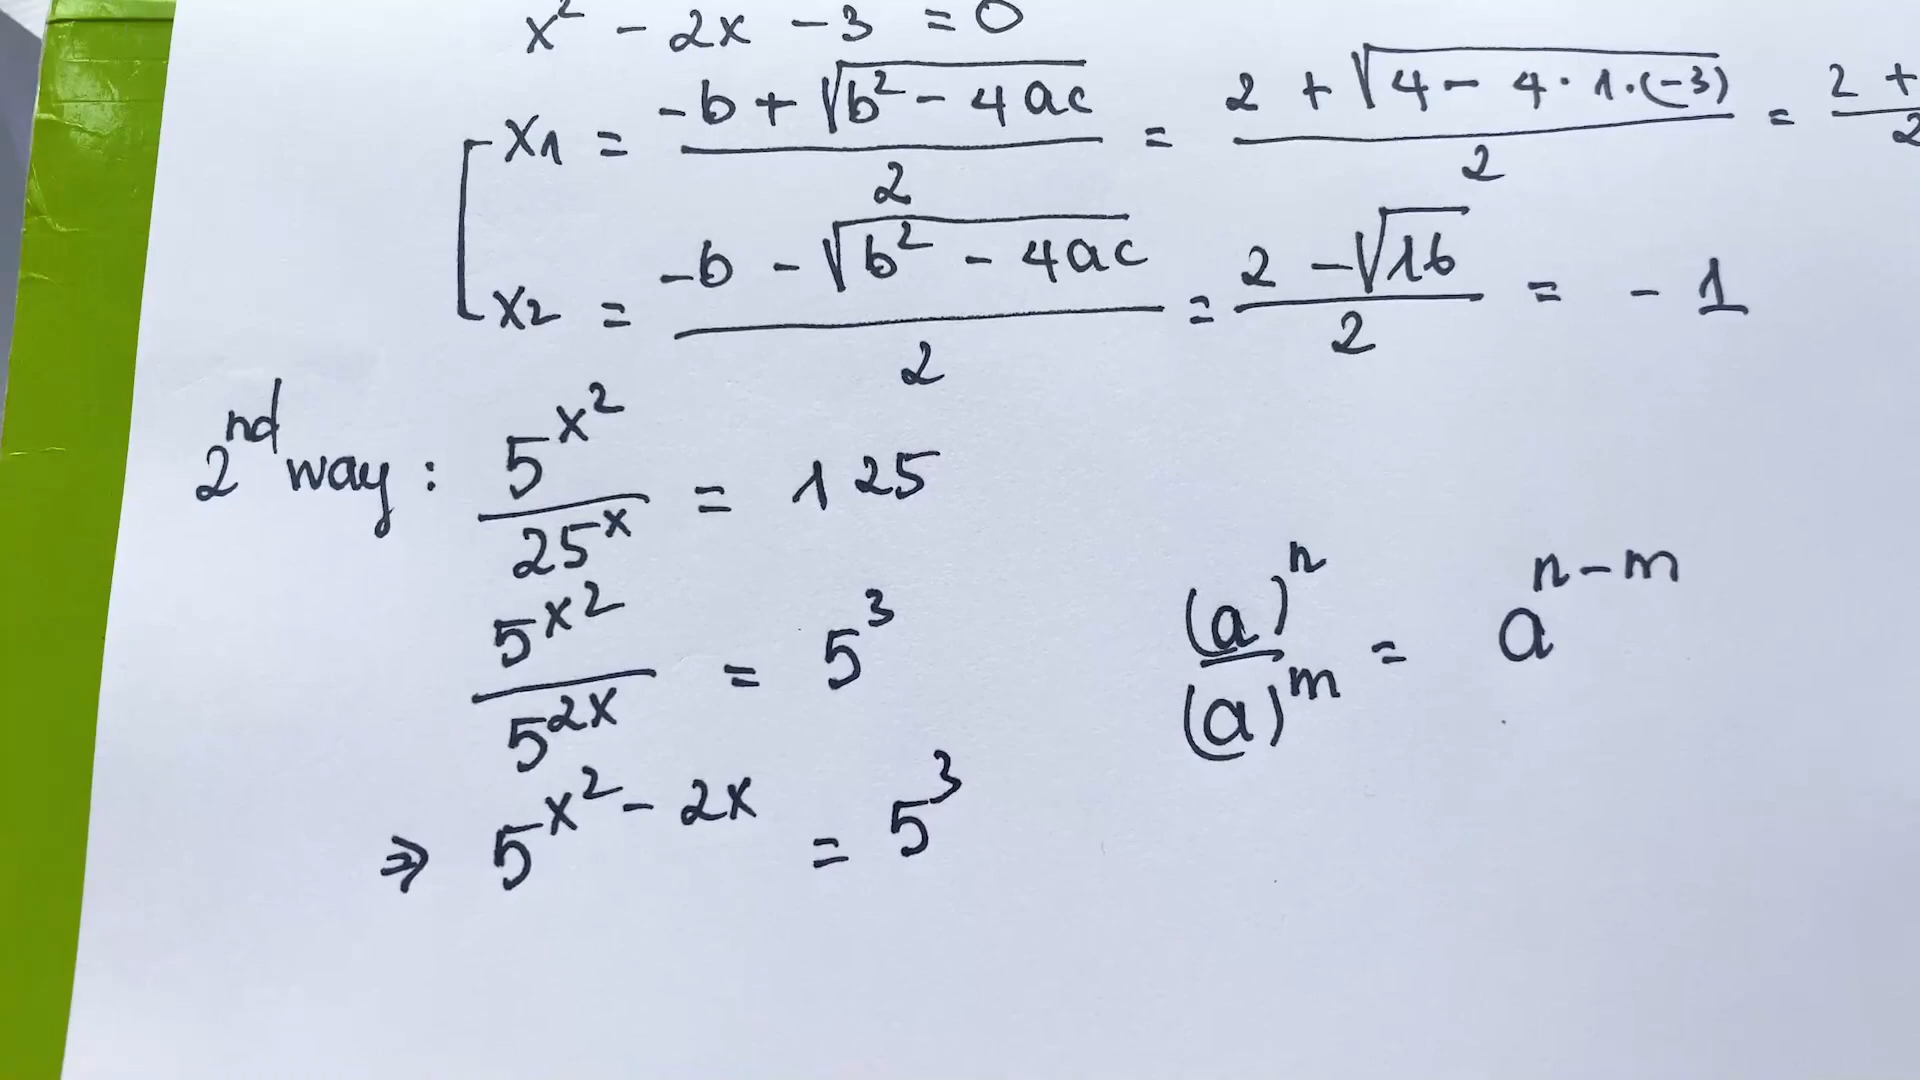 x² - 2x - 3 = 0
x1 = (-b + √(b² - 4ac))/2 = (2 + √(4 - 4·1·(-3)))/2 = (2 +)/2
x2 = (-b - √(b² - 4ac))/2 = (2 - √16)/2 = - 1
2nd way: 5^(x²)/25^x = 125
5^(x²)/5^(2x) = 5³
(a)^n/(a)^m = a^(n-m)
⇒ 5^(x² - 2x) = 5³